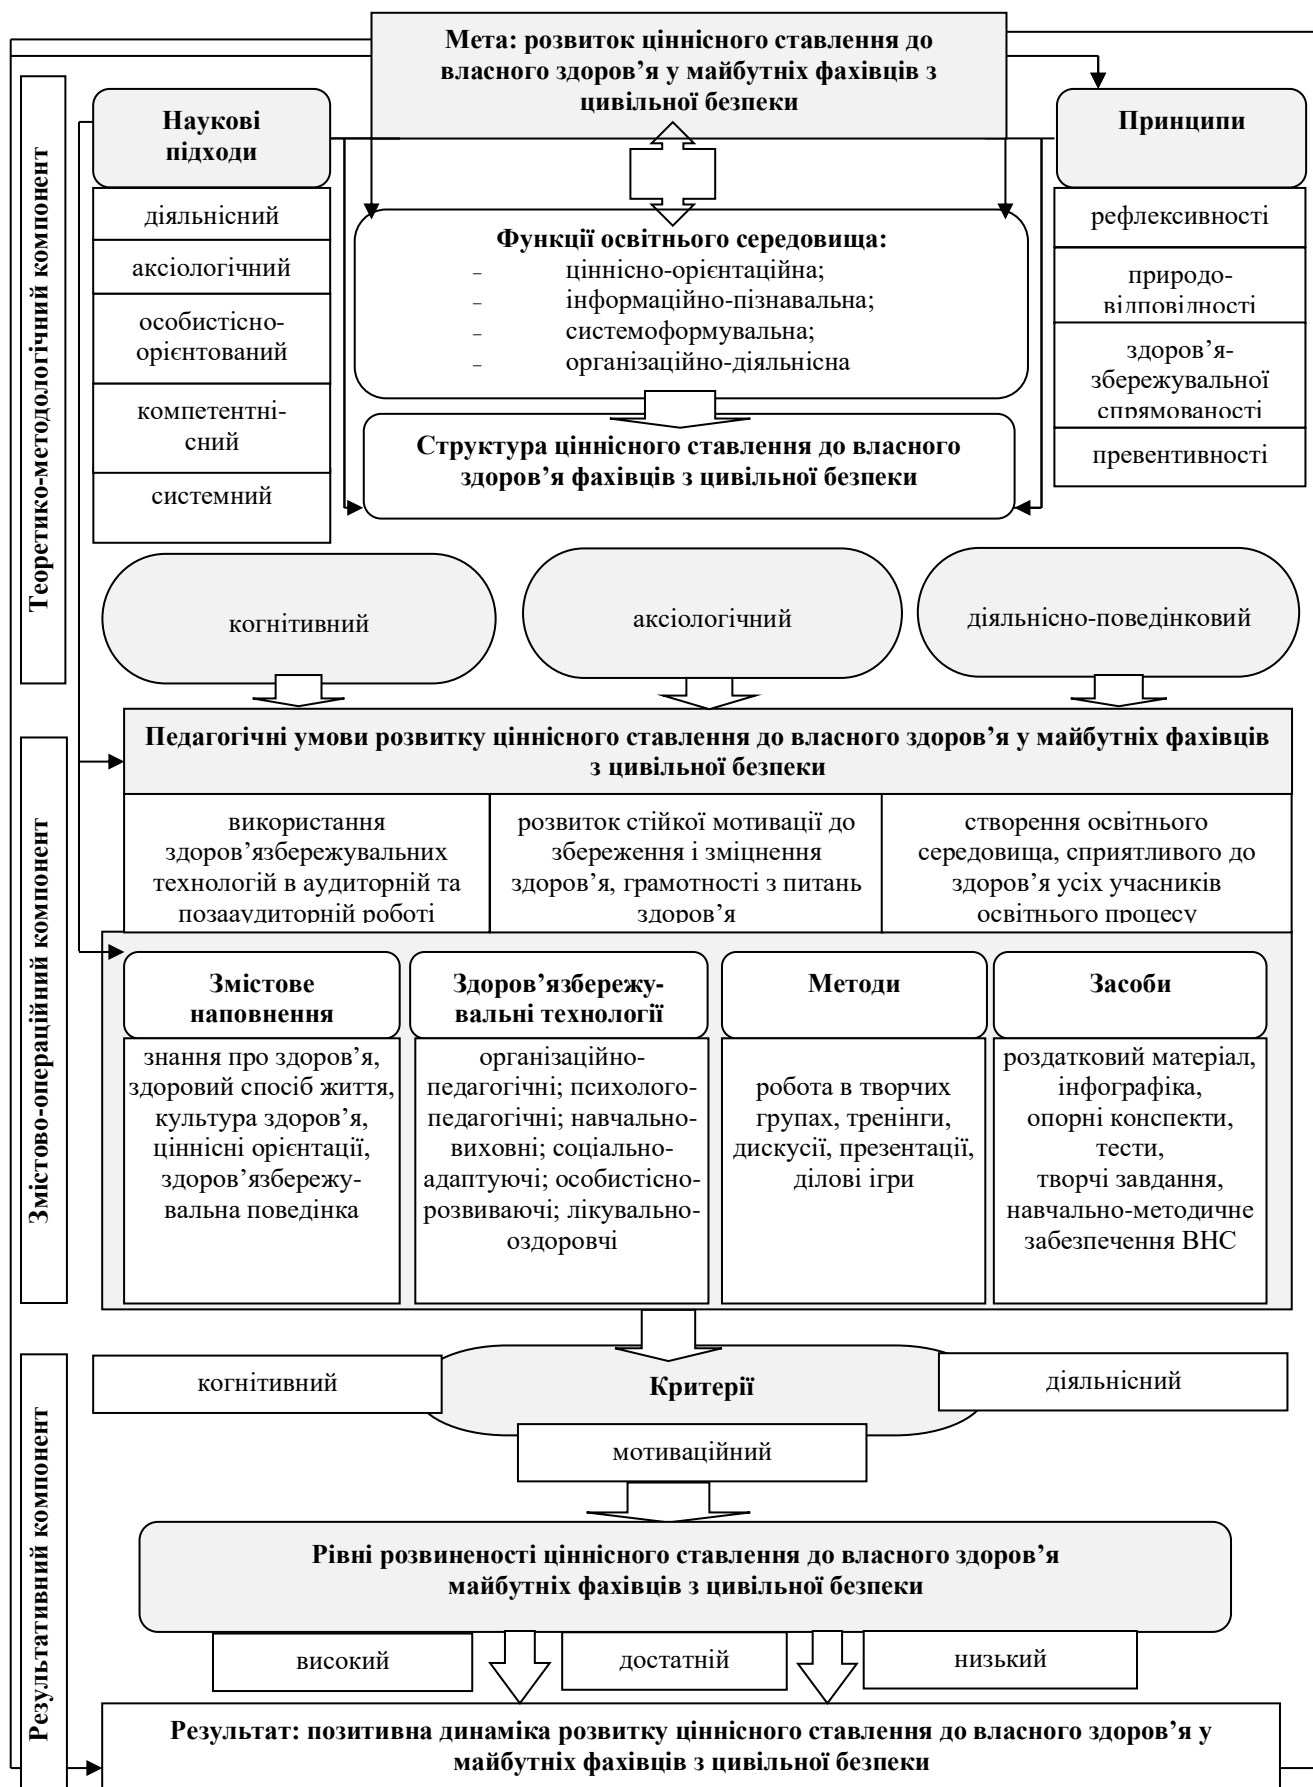 Мета: розвиток ціннісного ставлення до
власного здоров’я у майбутніх фахівців з
цивільної безпеки
Теоретико-методологічний компонент
Наукові
підходи
діяльнісний
аксіологічний
особистісно-
орієнтований
компетентні-
сний
системний
Функції освітнього середовища:
– ціннісно-орієнтаційна;
– інформаційно-пізнавальна;
– системоформувальна;
– організаційно-діяльнісна
Структура ціннісного ставлення до власного
здоров’я фахівців з цивільної безпеки
Принципи
рефлексивності
природо-
відповідності
здоров’я-
збережувальної
спрямованості
превентивності
когнітивний
аксіологічний
діяльнісно-поведінковий
Змістово-операційний компонент
Педагогічні умови розвитку ціннісного ставлення до власного здоров’я у майбутніх фахівців
з цивільної безпеки
використання
здоров’язбережувальних
технологій в аудиторній та
позааудиторній роботі
розвиток стійкої мотивації до
збереження і зміцнення
здоров’я, грамотності з питань
здоров’я
створення освітнього
середовища, сприятливого до
здоров’я усіх учасників
освітнього процесу
Змістове
наповнення
знання про здоров’я,
здоровий спосіб життя,
культура здоров’я,
ціннісні орієнтації,
здоров’язбережу-
вальна поведінка
Здоров’язбережу-
вальні технології
організаційно-
педагогічні; психолого-
педагогічні; навчально-
виховні; соціально-
адаптуючі; особистісно-
розвиваючі; лікувально-
оздоровчі
Методи
робота в творчих
групах, тренінги,
дискусії, презентації,
ділові ігри
Засоби
роздатковий матеріал,
інфографіка,
опорні конспекти,
тести,
творчі завдання,
навчально-методичне
забезпечення ВНС
Результативний компонент
когнітивний
Критерії
діяльнісний
мотиваційний
Рівні розвиненості ціннісного ставлення до власного здоров’я
майбутніх фахівців з цивільної безпеки
високий
достатній
низький
Результат: позитивна динаміка розвитку ціннісного ставлення до власного здоров’я у
майбутніх фахівців з цивільної безпеки